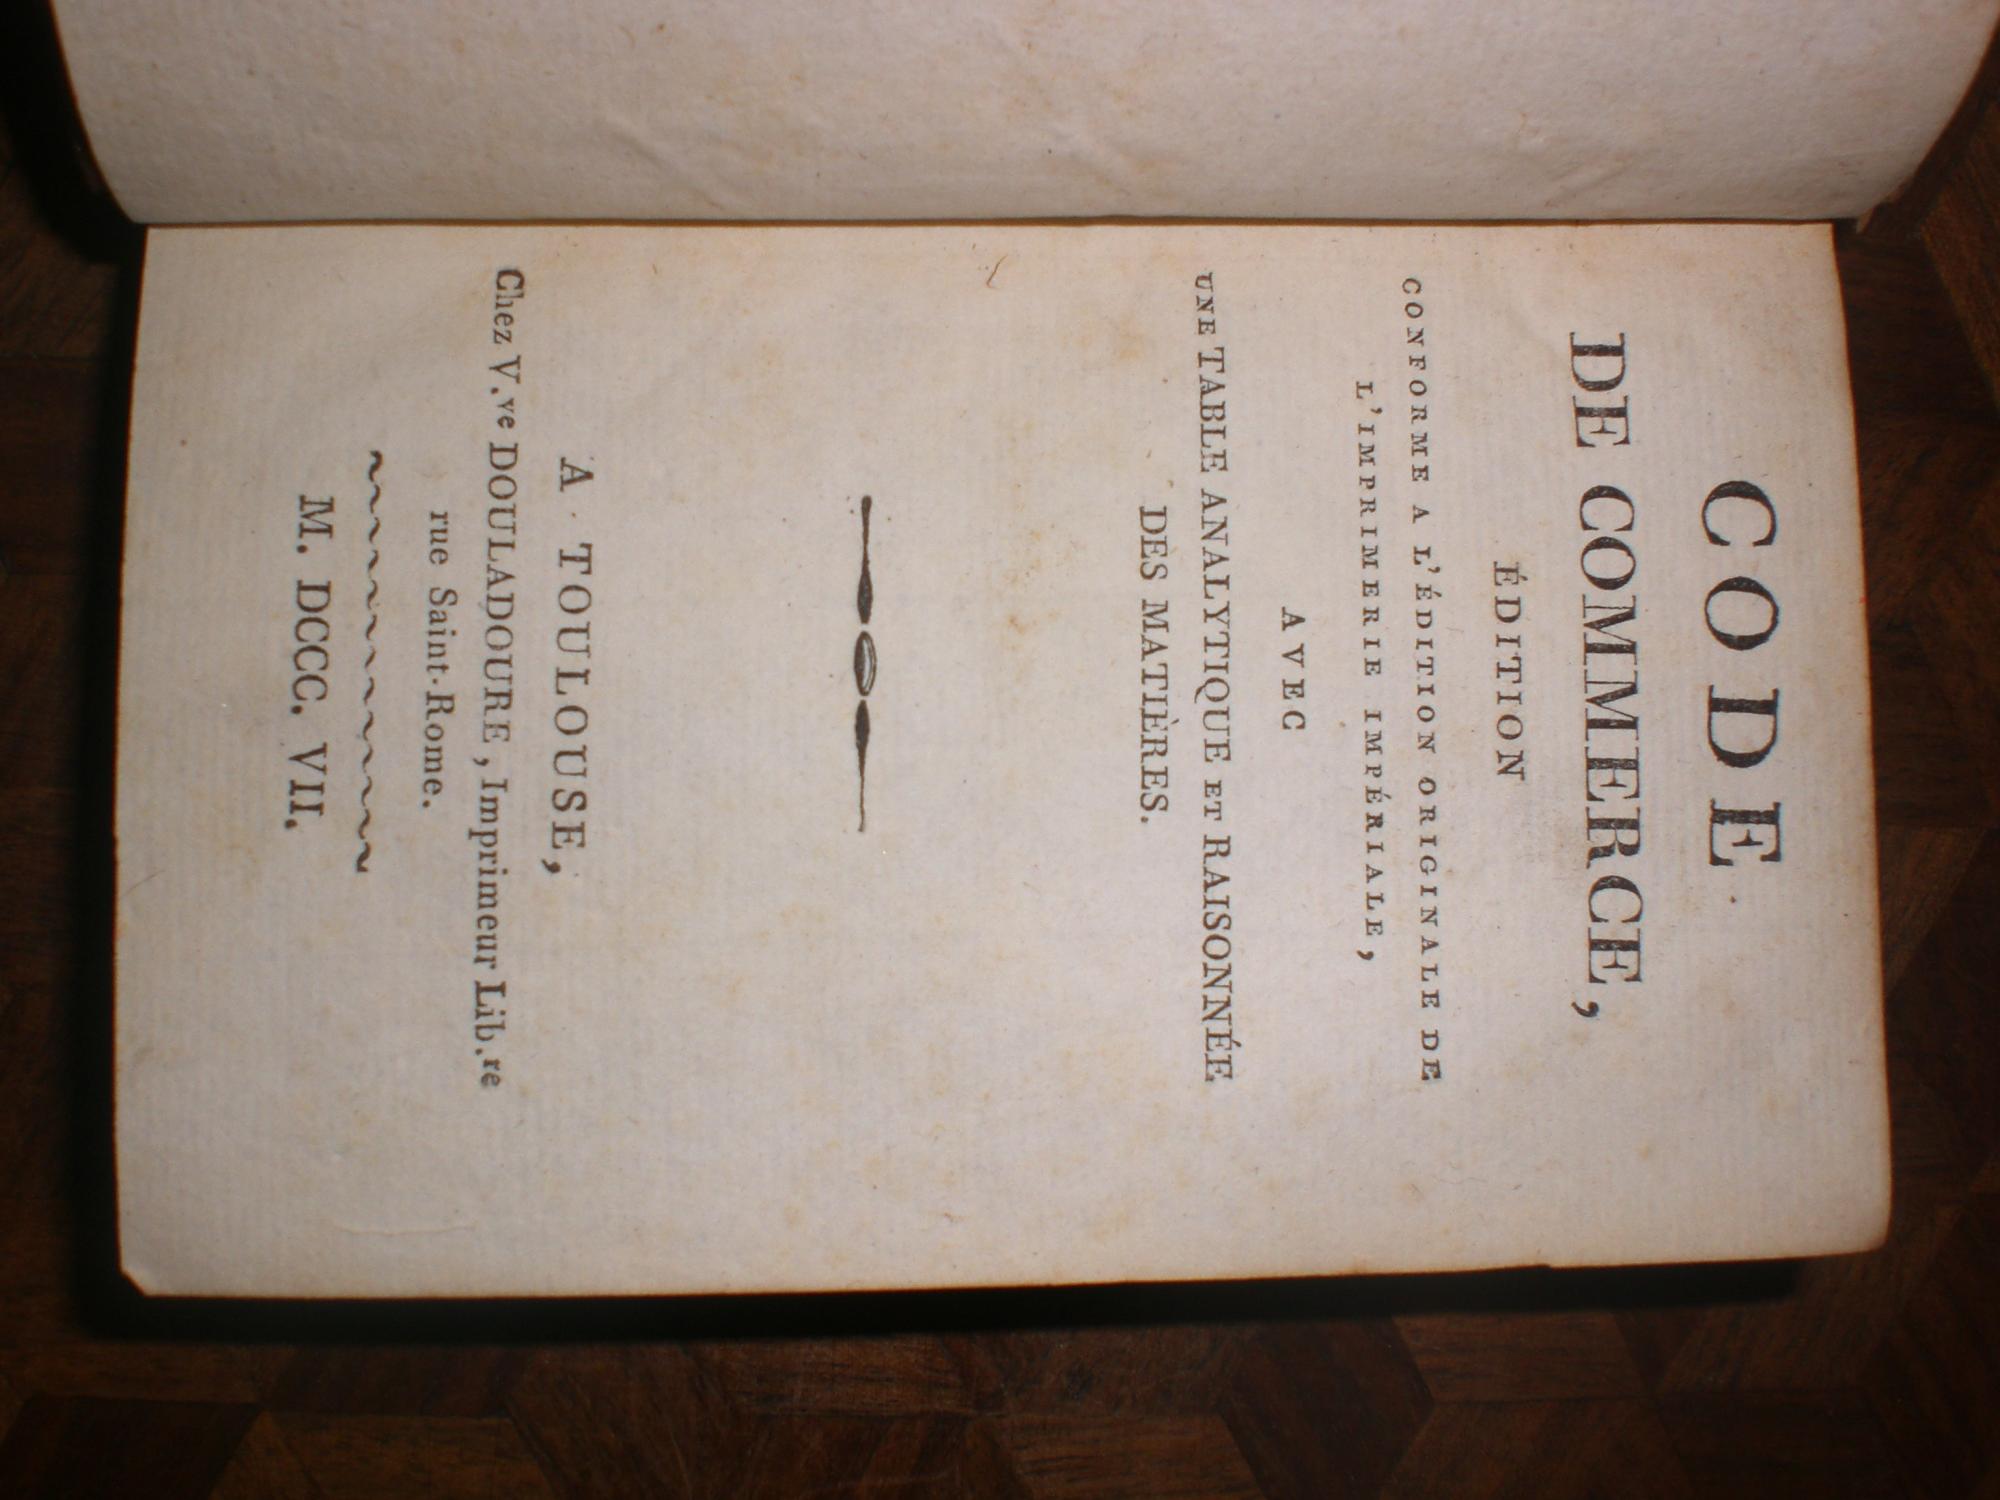 CODE
DE COMMERCE,
ÉDITION
CONFORME A L'ÉDITION ORIGINALE DE
L'IMPRIMERIE IMPÉRIALE,
AVEC
UNE TABLE ANALYTIQUE ET RAISONNÉE
DES MATIÈRES.
A TOULOUSE,
Chez V.ve DOULADOURE, Imprimeur Lib.re
rue Saint-Rome.
M. DCCC. VII.